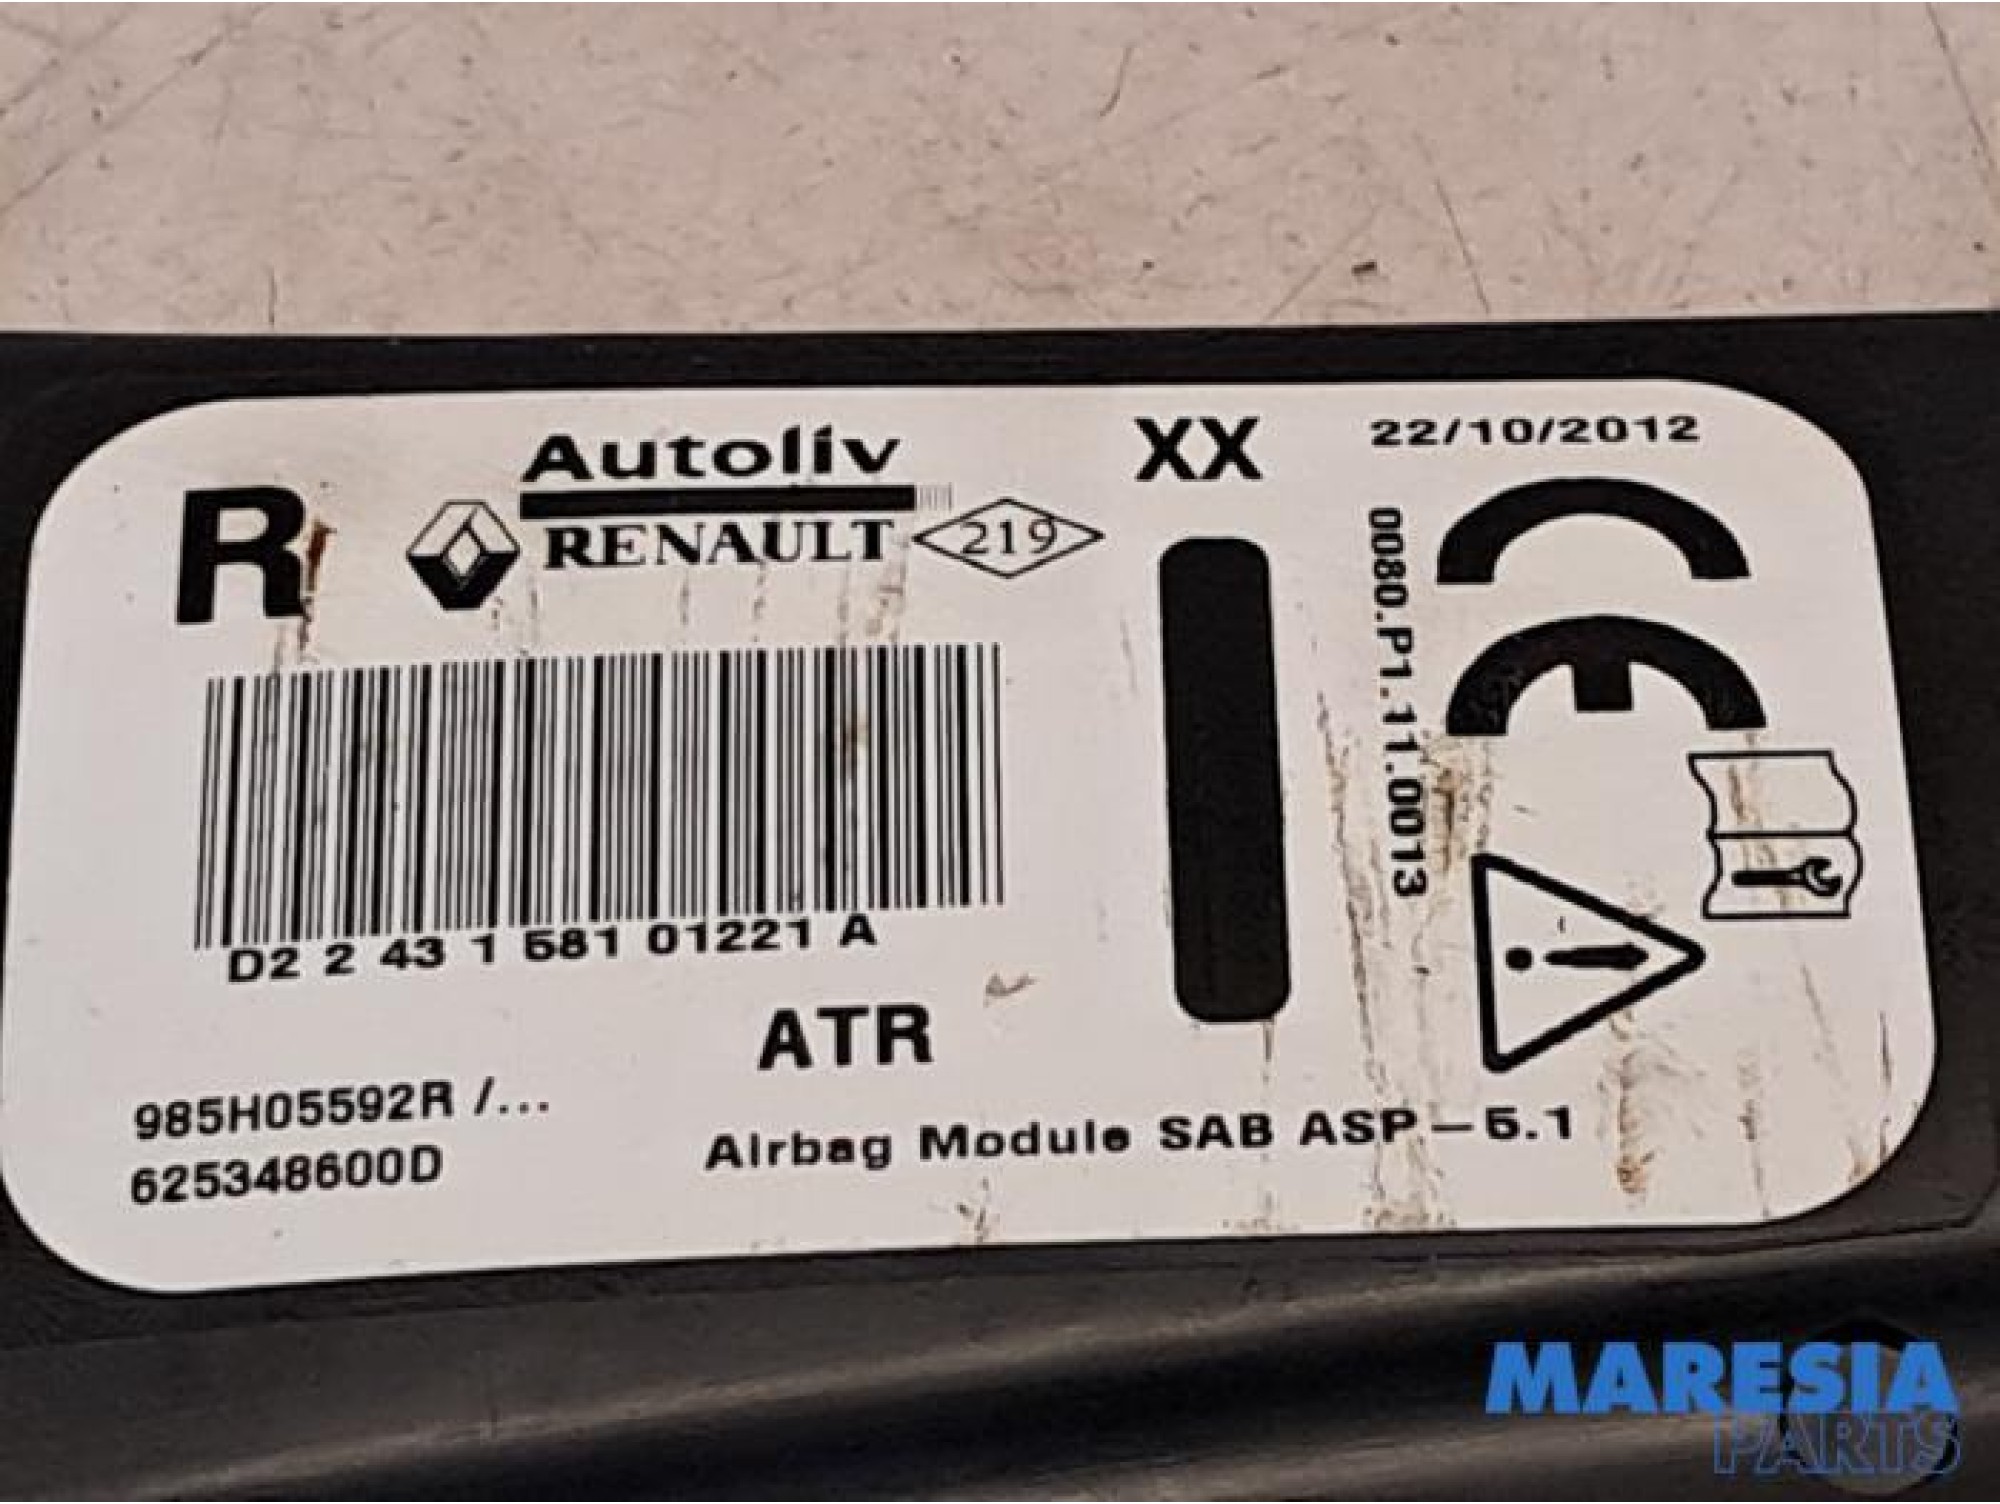 R
Autoliv
RENAULT 219
XX
22/10/2012
0080.P1.11.0013
D2 2 43 1 581 01221 A
ATR
985H05592R /...
625348600D
Airbag Module SAB ASP-5.1
CE
MARESIA
PARTS